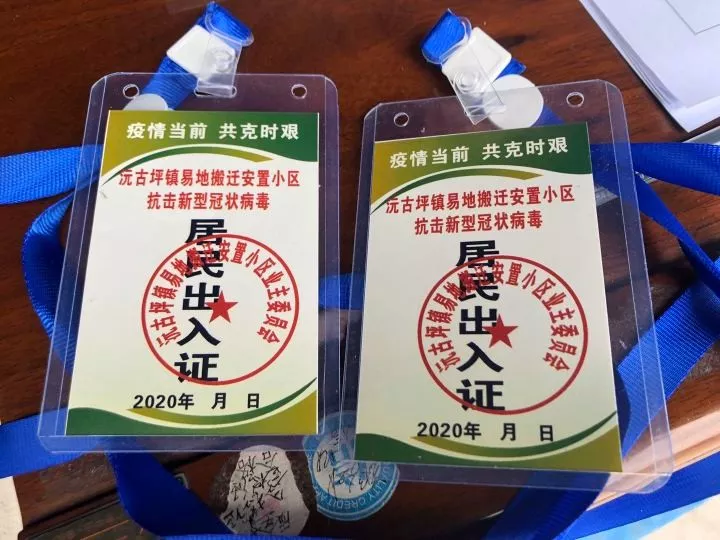 疫情当前 共克时艰
沅古坪镇易地搬迁安置小区
抗击新型冠状病毒
居民出入证
沅古坪镇易地搬迁安置小区业主委员会
2020年 月 日
疫情当前 共克时艰
沅古坪镇易地搬迁安置小区
抗击新型冠状病毒
居民出入证
沅古坪镇易地搬迁安置小区业主委员会
2020年 月 日